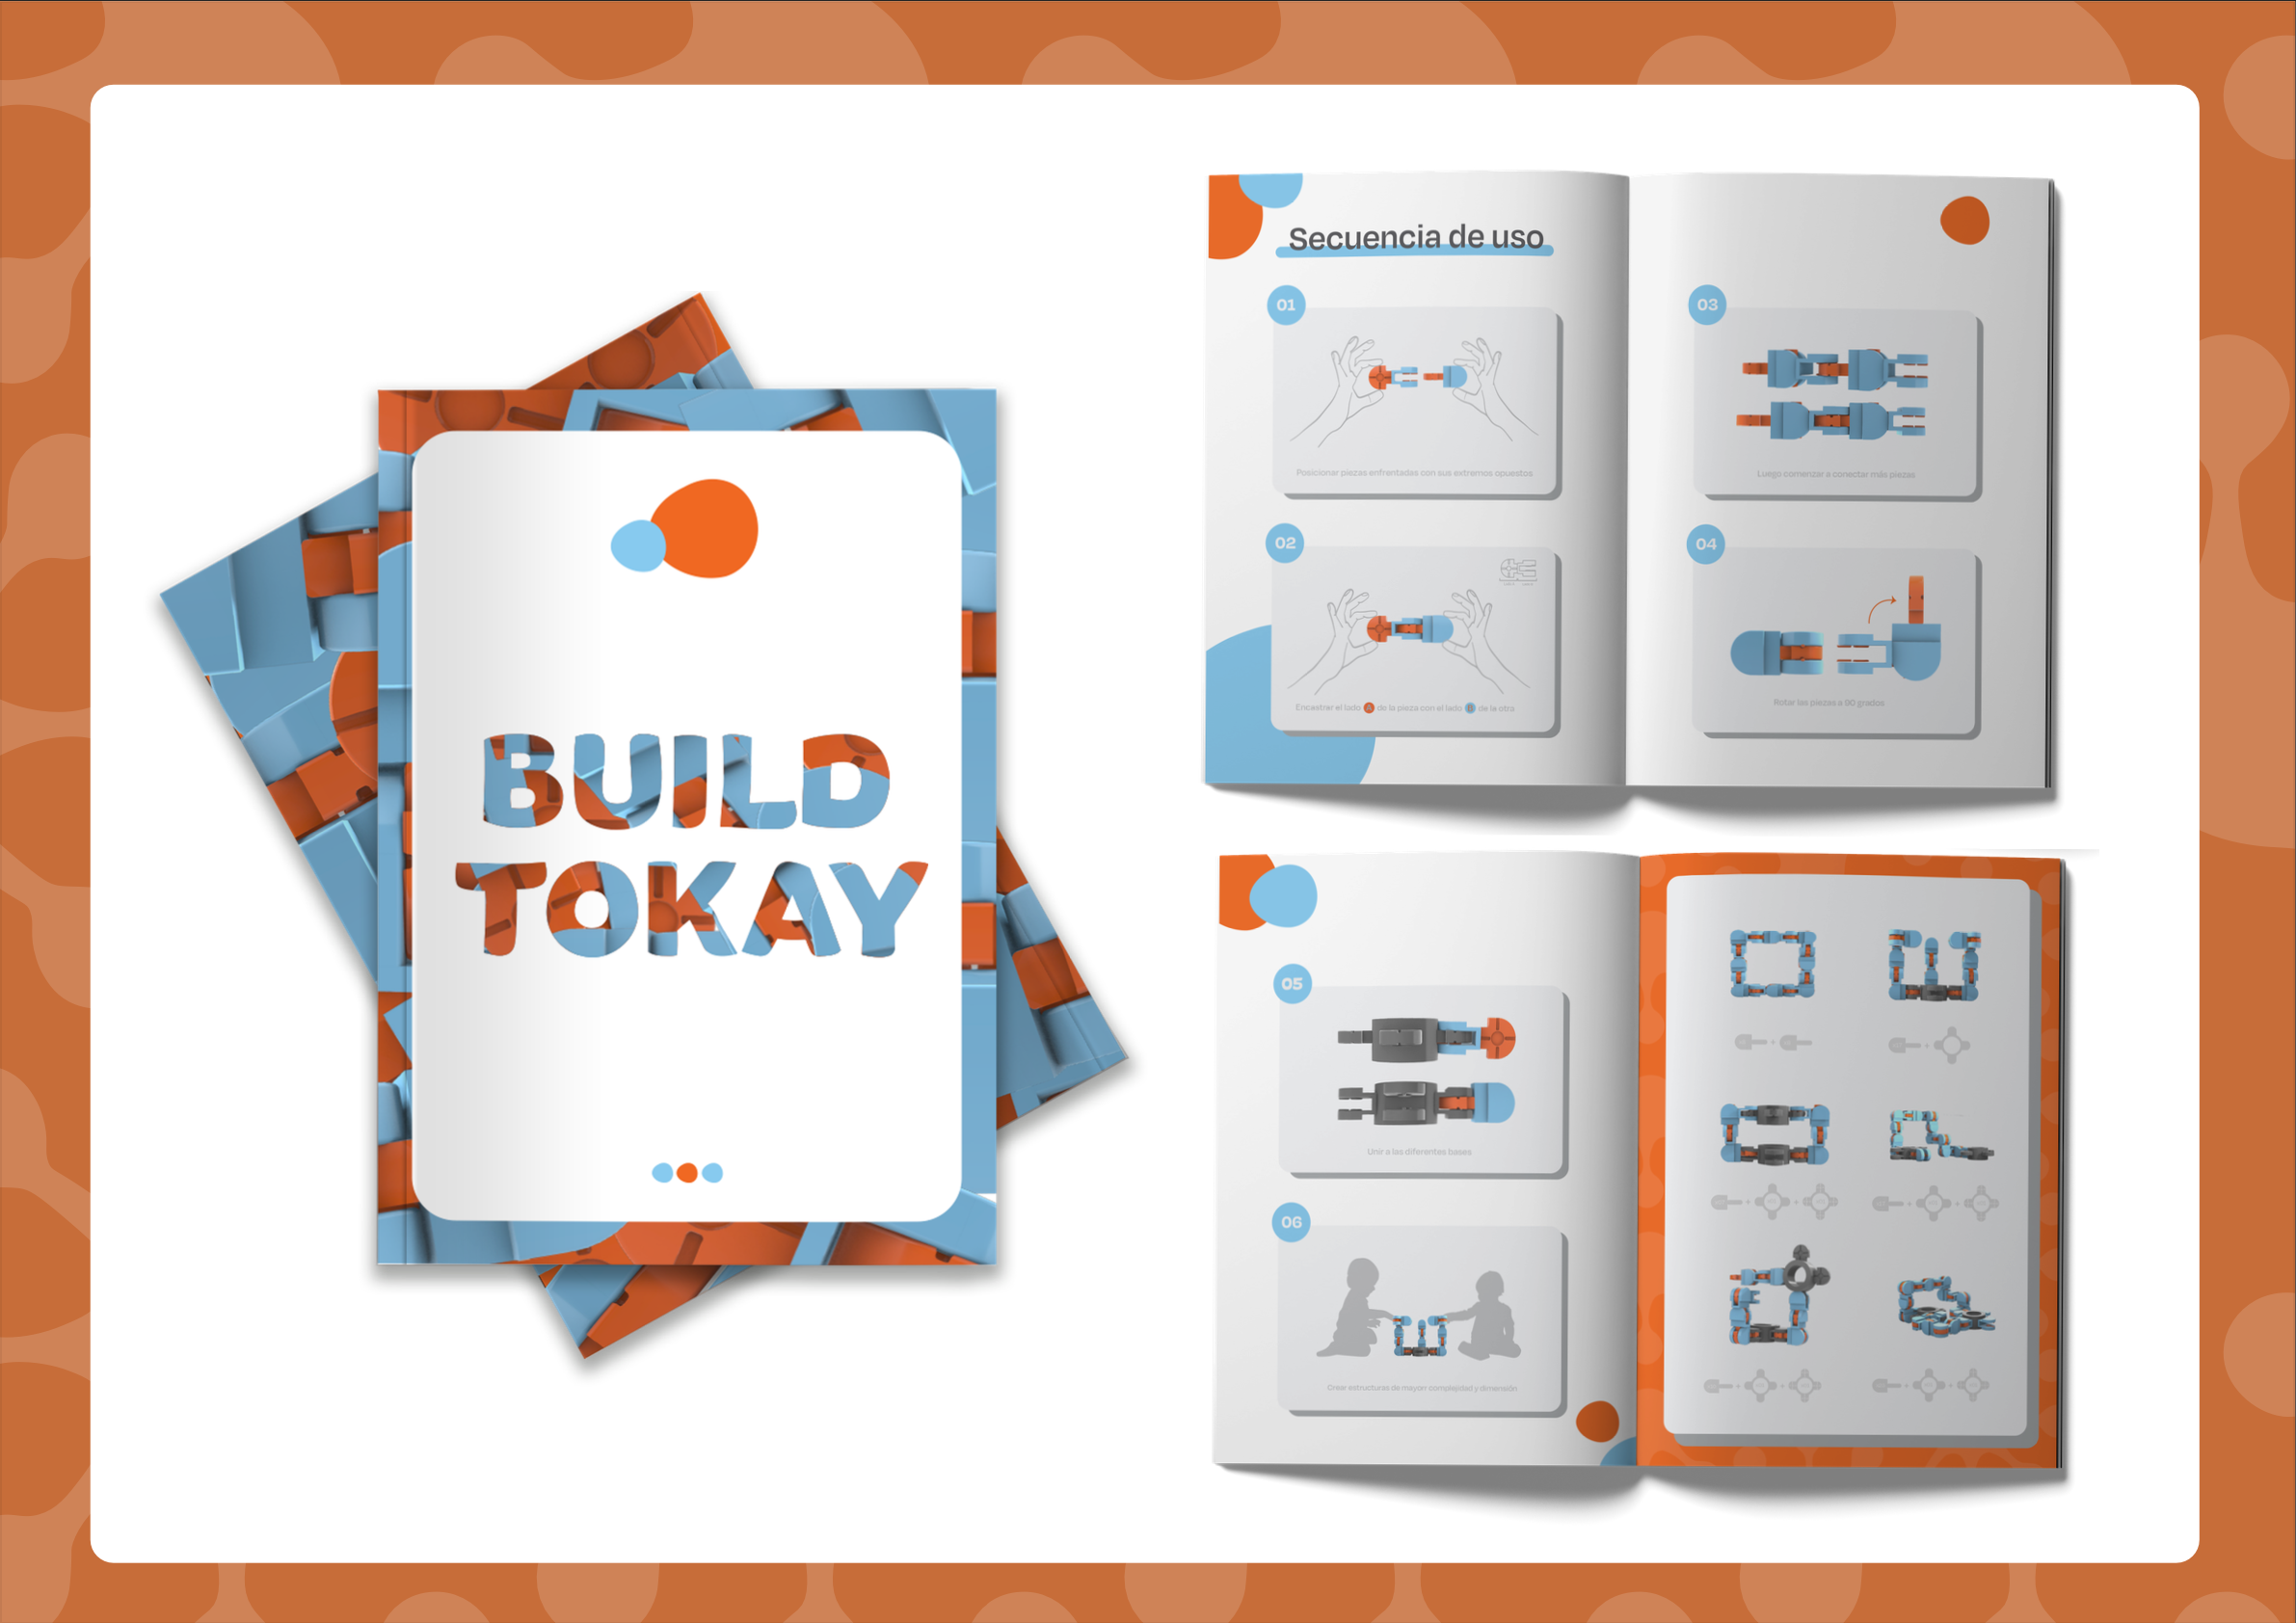 BUILD
TOKAY
Secuencia de uso
01
Posicionar piezas enfrentadas con sus extremos opuestos
02
Encastrar el lado A de la pieza con el lado B de la otra
03
Luego comenzar a conectar más piezas
04
Rotar las piezas a 90 grados
05
Unir a las diferentes bases
06
Crear estructuras de mayor complejidad y dimensión